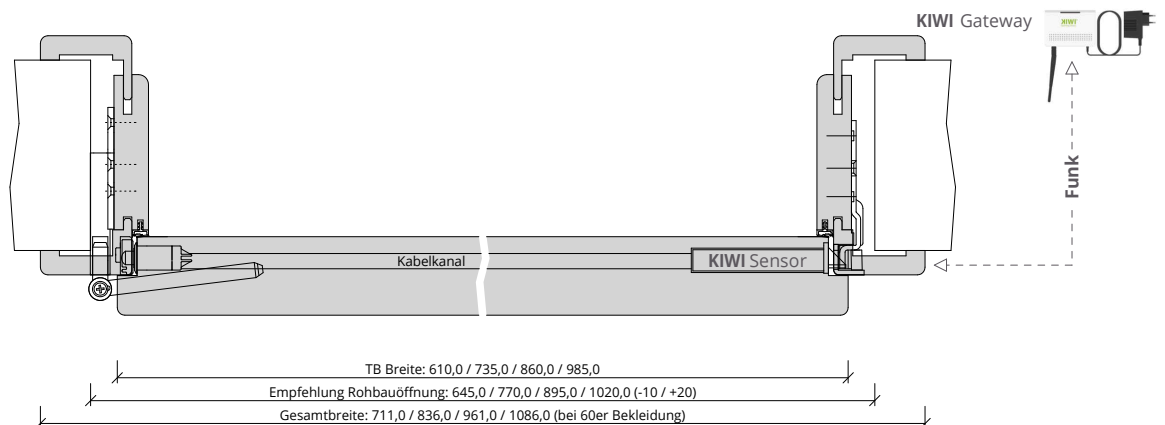 KIWI Gateway
KIWI
Funk
Kabelkanal
KIWI Sensor
TB Breite: 610,0 / 735,0 / 860,0 / 985,0
Empfehlung Rohbauöffnung: 645,0 / 770,0 / 895,0 / 1020,0 (-10 / +20)
Gesamtbreite: 711,0 / 836,0 / 961,0 / 1086,0 (bei 60er Bekleidung)